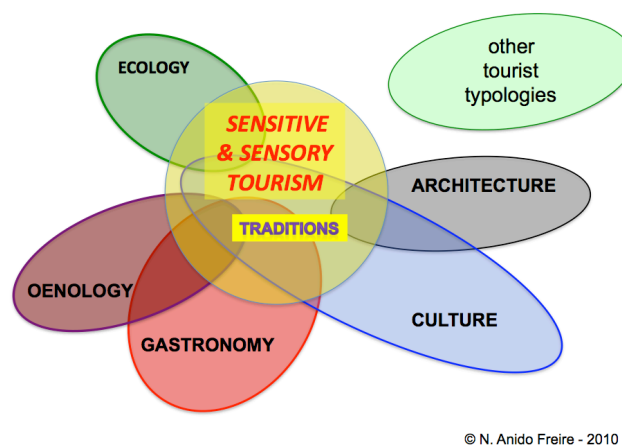 ECOLOGY
other
tourist
typologies
SENSITIVE
& SENSORY
TOURISM
ARCHITECTURE
TRADITIONS
OENOLOGY
CULTURE
GASTRONOMY
© N. Anido Freire - 2010